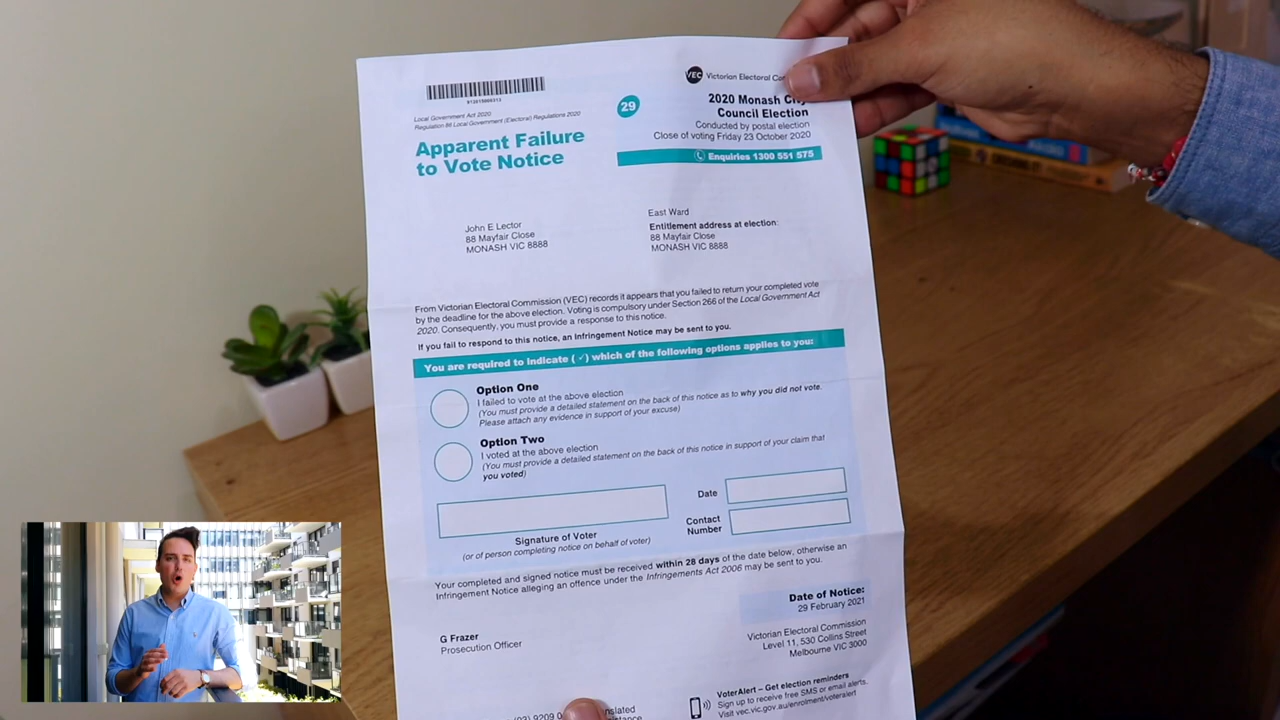 VEC Victorian Electoral
912015000313
Local Government Act 2020
Regulation 86 Local Government (Electoral) Regulations 2020
Apparent Failure
to Vote Notice
29
2020 Monash City
Council Election
Conducted by postal election
Close of voting Friday 23 October 2020
Enquiries 1300 551 575
John E Lector
88 Mayfair Close
MONASH VIC 8888
East Ward
Entitlement address at election:
88 Mayfair Close
MONASH VIC 8888
From Victorian Electoral Commission (VEC) records it appears that you failed to return your completed vote
by the deadline for the above election. Voting is compulsory under Section 266 of the Local Government Act
2020. Consequently, you must provide a response to this notice.
If you fail to respond to this notice, an Infringement Notice may be sent to you.
You are required to indicate ( ✓ ) which of the following options applies to you:
Option One
I failed to vote at the above election
(You must provide a detailed statement on the back of this notice as to why you did not vote.
Please attach any evidence in support of your excuse)
Option Two
I voted at the above election
(You must provide a detailed statement on the back of this notice in support of your claim that
you voted)
Signature of Voter
(or of person completing notice on behalf of voter)
Date
Contact
Number
Your completed and signed notice must be received within 28 days of the date below, otherwise an
Infringement Notice alleging an offence under the Infringements Act 2006 may be sent to you.
Date of Notice:
29 February 2021
G Frazer
Prosecution Officer
Victorian Electoral Commission
Level 11, 530 Collins Street
Melbourne VIC 3000
VoterAlert – Get election reminders
Sign up to receive free SMS or email alerts.
Visit vec.vic.gov.au/enrolment/voteralert
(03) 9209